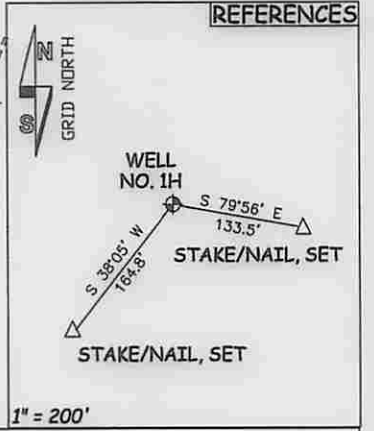 REFERENCES
N
S
GRID NORTH
WELL
NO. 1H
S 79°56' E
133.5'
STAKE/NAIL, SET
S 38°05' W
164.8'
STAKE/NAIL, SET
1" = 200'